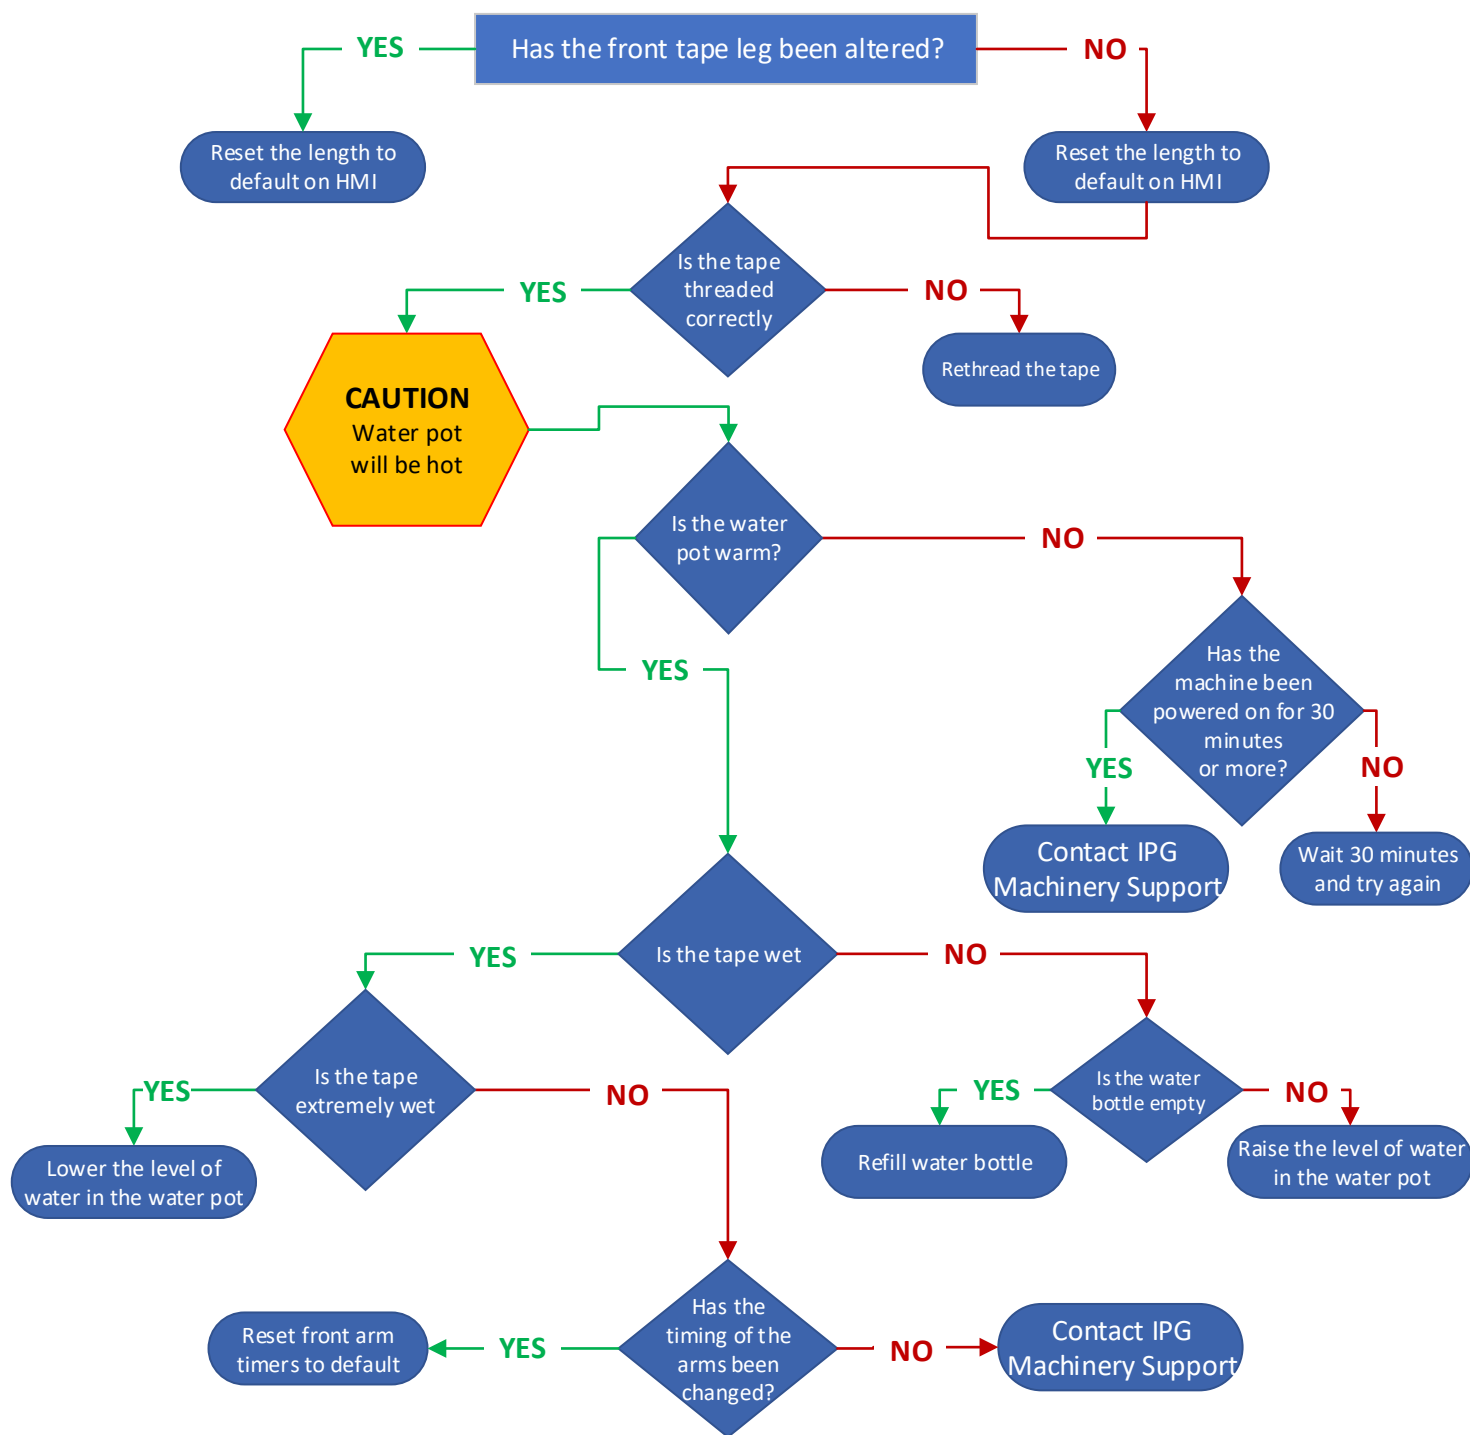 Has the front tape leg been altered?
YES
NO
Reset the length to
default on HMI
Reset the length to
default on HMI
Is the tape
threaded
correctly
YES
NO
Rethread the tape
CAUTION
Water pot
will be hot
Is the water
pot warm?
NO
YES
Has the
machine been
powered on for 30
minutes
or more?
YES
NO
Contact IPG
Machinery Support
Wait 30 minutes
and try again
Is the tape wet
YES
NO
Is the tape
extremely wet
YES
NO
Is the water
bottle empty
YES
NO
Lower the level of
water in the water pot
Refill water bottle
Raise the level of water
in the water pot
Has the
timing of the
arms been
changed?
YES
NO
Reset front arm
timers to default
Contact IPG
Machinery Support